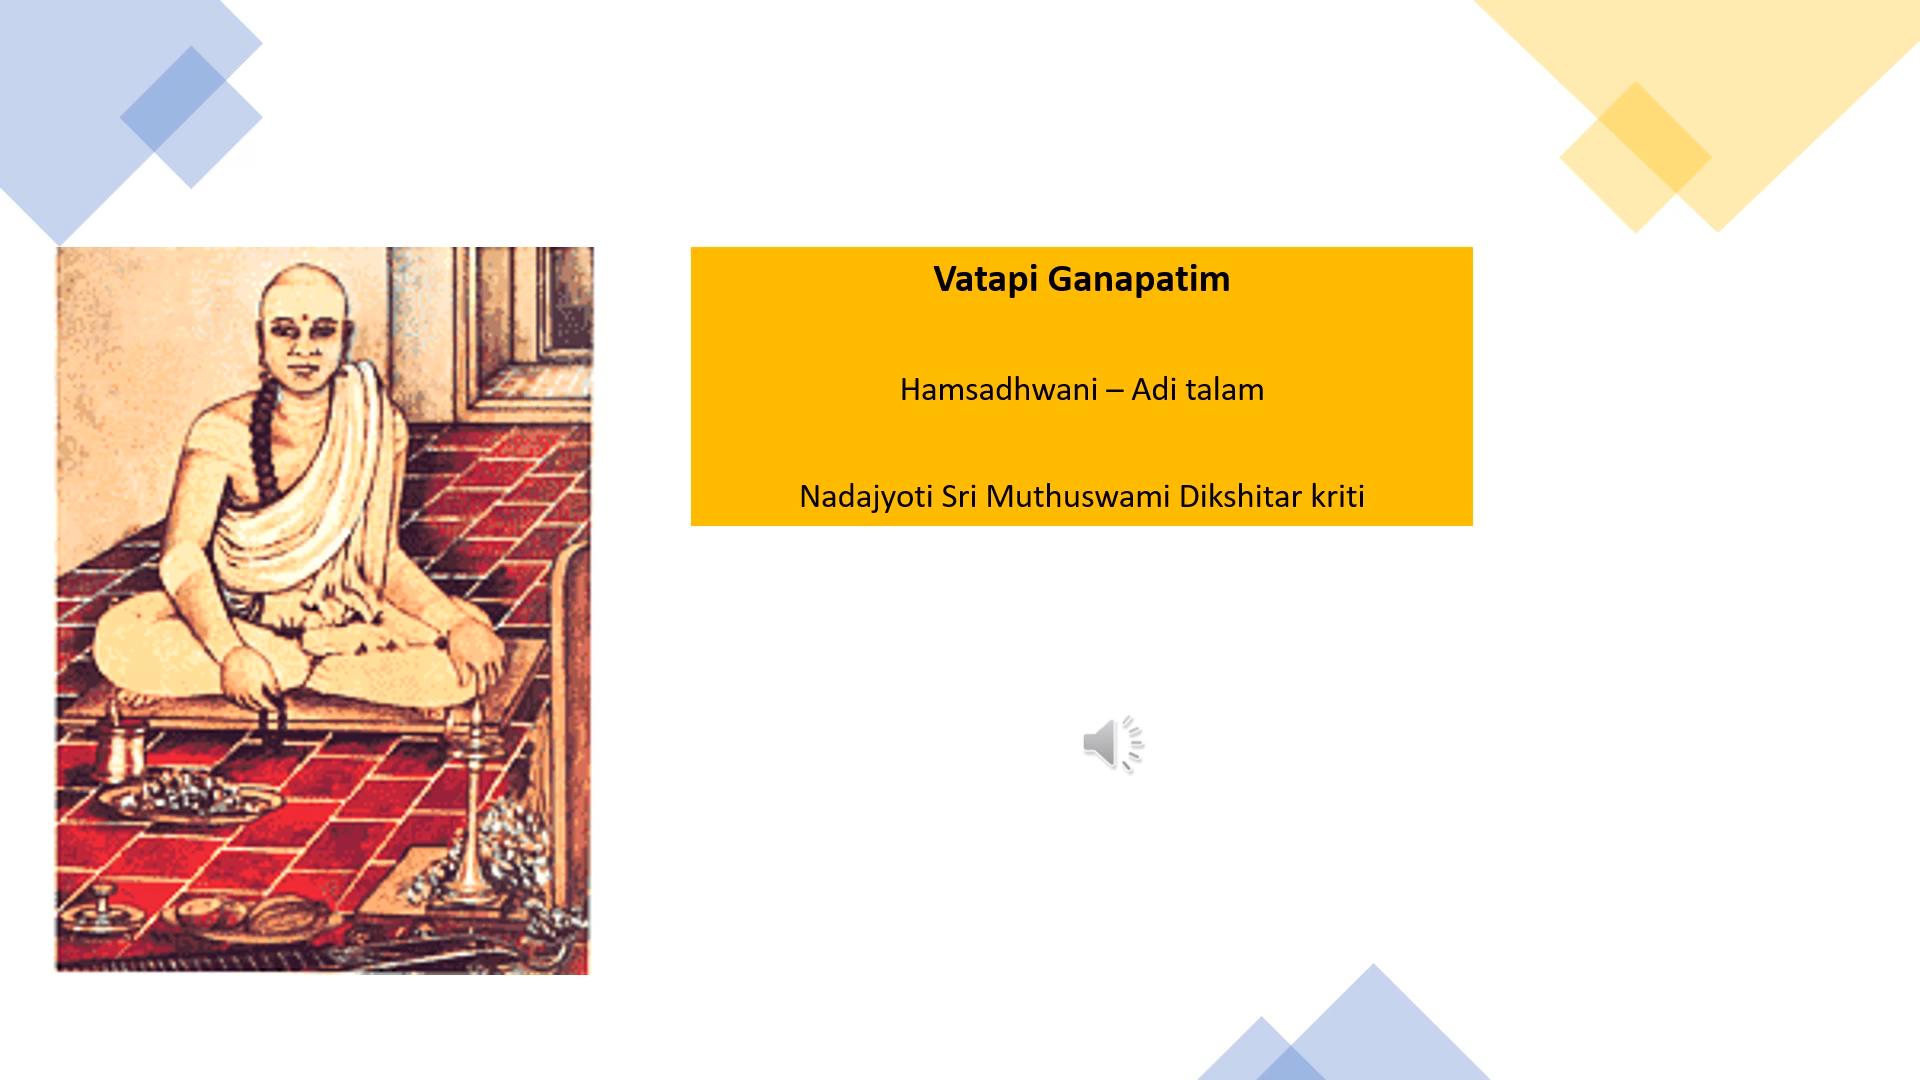 Vatapi Ganapatim
Hamsadhwani – Adi talam
Nadajyoti Sri Muthuswami Dikshitar kriti